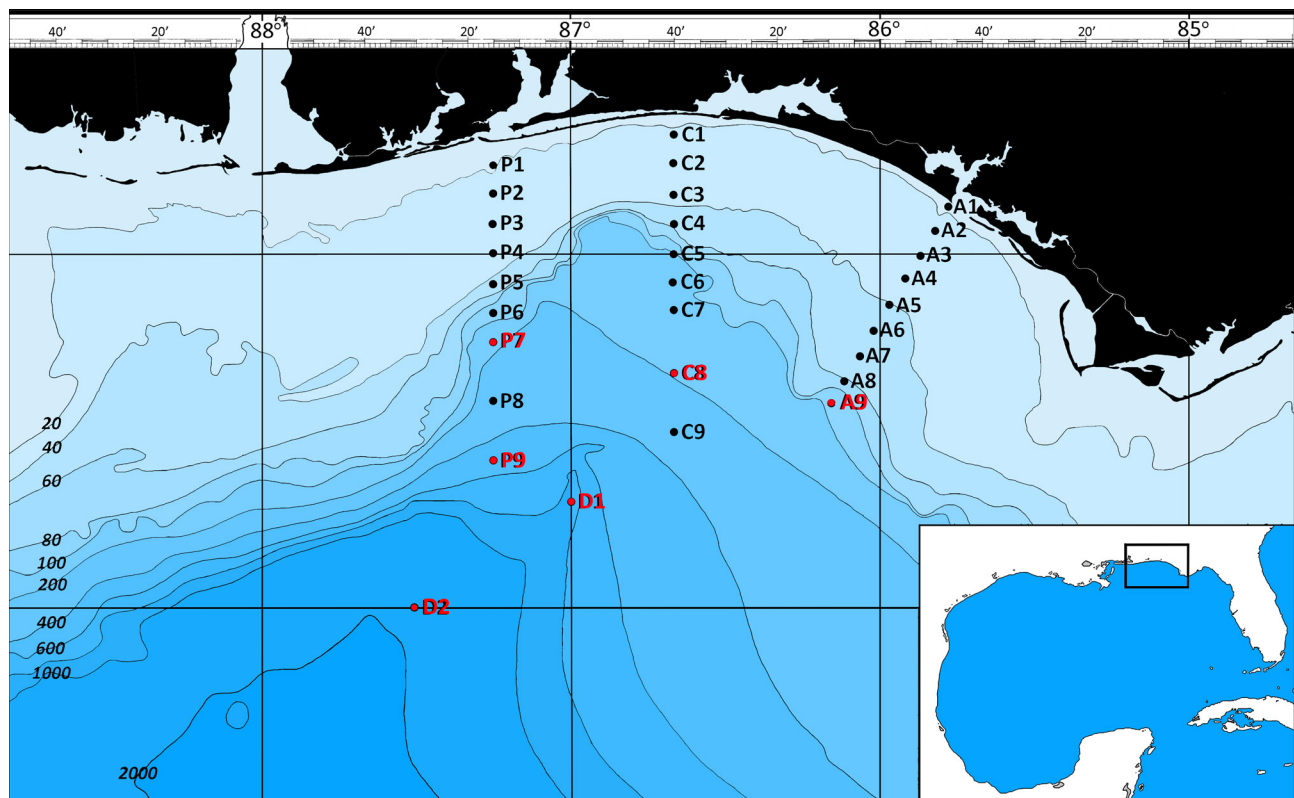 40' 20' 88° 40' 20' 87° 40' 20' 86° 40' 20' 85°
C1
P1 C2
P2 C3
A1
P3 C4 A2
P4 C5 A3
P5 C6 A4
P6 C7 A5
A6
P7 A7
C8 A8
P8 A9
20 C9
40
P9
60
D1
80
100
200
D2
400
600
1000
2000